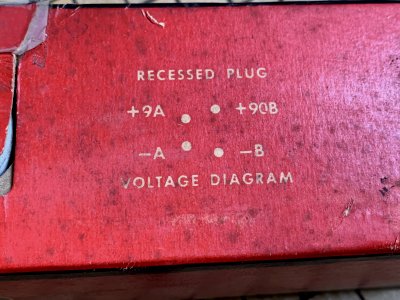 RECESSED PLUG
+9A +90B
-A -B
VOLTAGE DIAGRAM